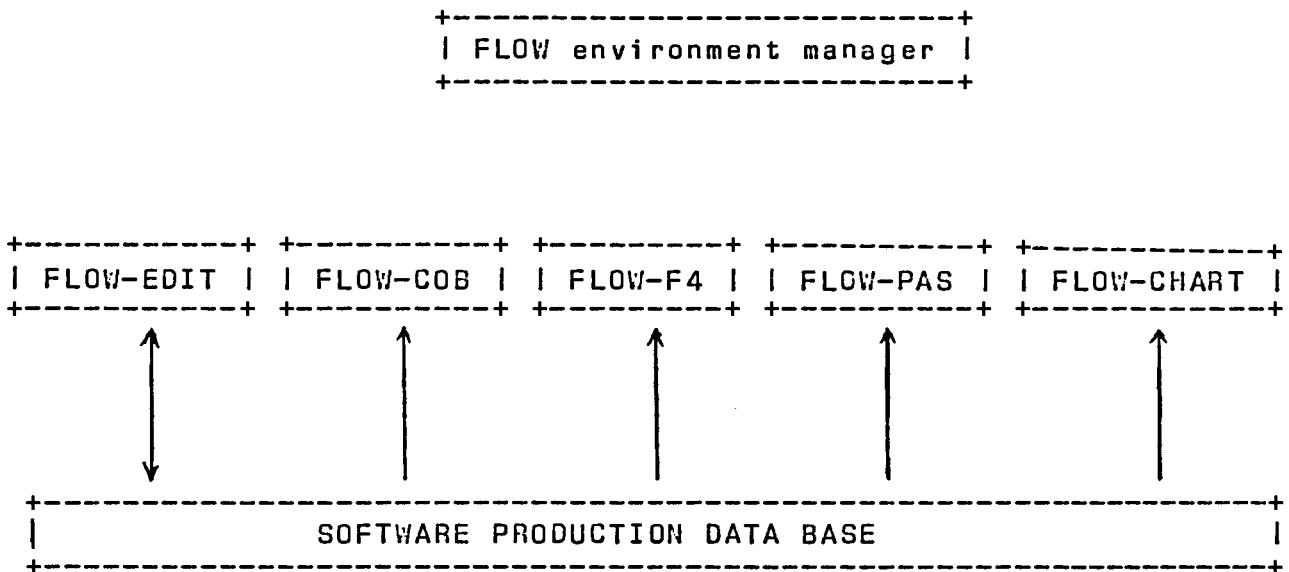 FLOW environment manager
FLOW-EDIT FLOW-COB FLOW-F4 FLOW-PAS FLOW-CHART
SOFTWARE PRODUCTION DATA BASE